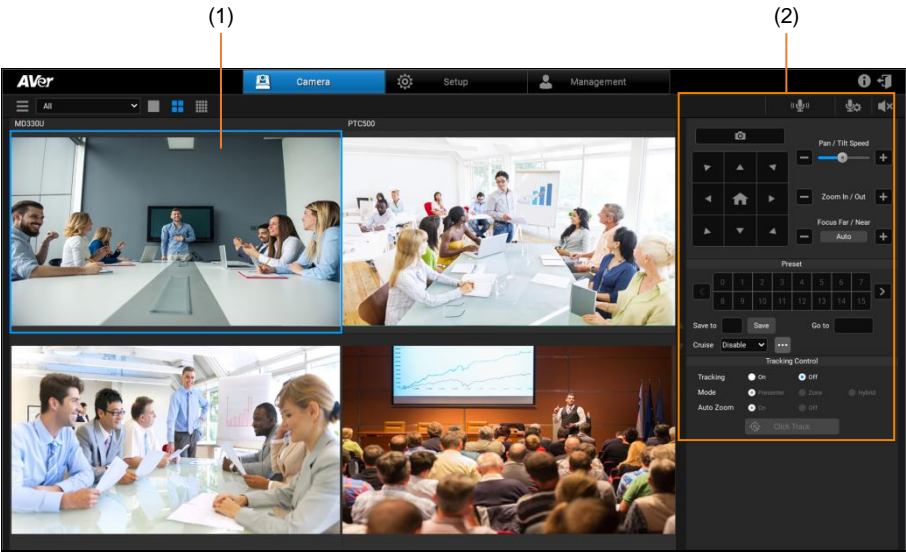 (1) (2)
AVer Camera Setup Management
All
MD330U PTC500
Pan / Tilt Speed
Zoom In / Out
Focus Far / Near
Auto
Preset
0 1 2 3 4 5 6 7
8 9 10 11 12 13 14 15
Save to Save Go to
Cruise Disable
Tracking Control
Tracking On Off
Mode Presenter Zone Hybrid
Auto Zoom On Off
Click Track